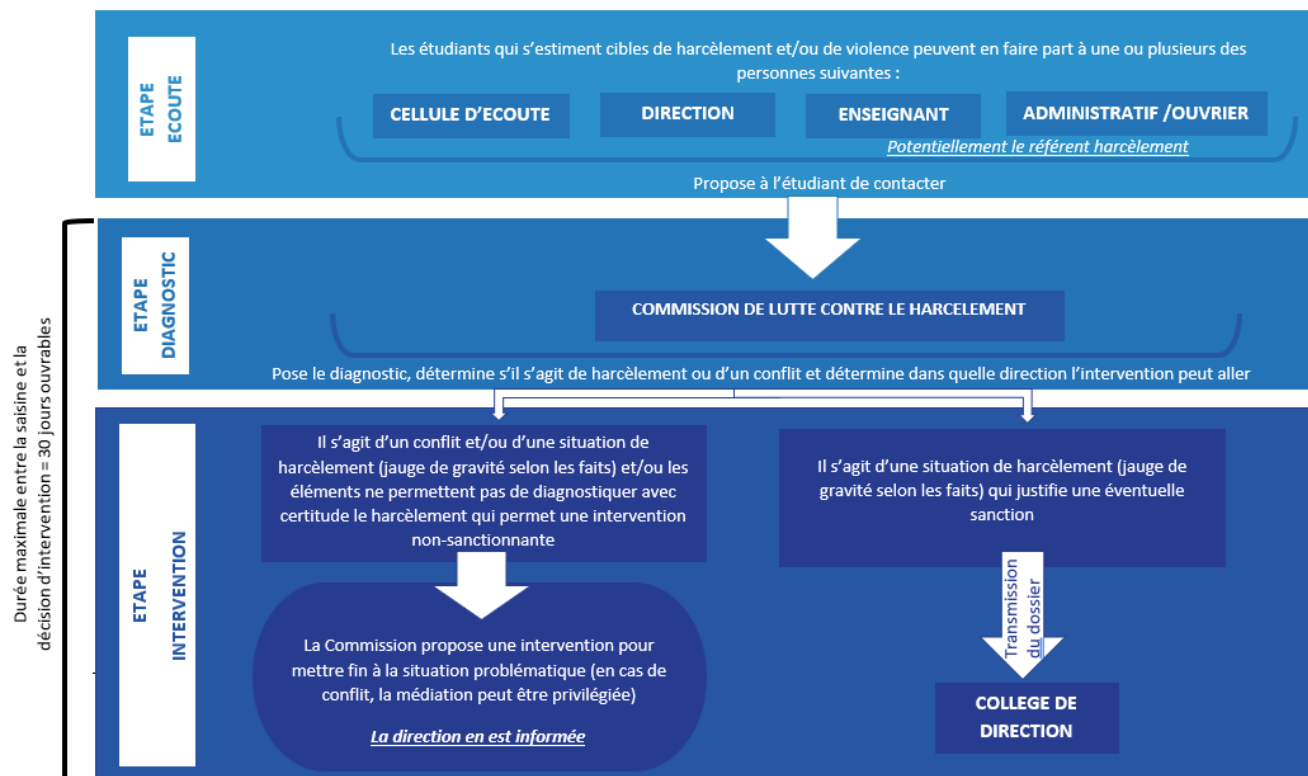 ETAPE
ECOUTE
Les étudiants qui s'estiment cibles de harcèlement et/ou de violence peuvent en faire part à une ou plusieurs des
personnes suivantes :
CELLULE D'ECOUTE
DIRECTION
ENSEIGNANT
ADMINISTRATIF /OUVRIER
Potentiellement le référent harcèlement
Propose à l'étudiant de contacter
Durée maximale entre la saisine et la
décision d'intervention = 30 jours ouvrables
ETAPE
DIAGNOSTIC
COMMISSION DE LUTTE CONTRE LE HARCELEMENT
Pose le diagnostic, détermine s'il s'agit de harcèlement ou d'un conflit et détermine dans quelle direction l'intervention peut aller
ETAPE
INTERVENTION
Il s'agit d'un conflit et/ou d'une situation de
harcèlement (jauge de gravité selon les faits) et/ou les
éléments ne permettent pas de diagnostiquer avec
certitude le harcèlement qui permet une intervention
non-sanctionnante
La Commission propose une intervention pour
mettre fin à la situation problématique (en cas de
conflit, la médiation peut être privilégiée)
La direction en est informée
Il s'agit d'une situation de harcèlement (jauge de
gravité selon les faits) qui justifie une éventuelle
sanction
Transmission
du dossier
COLLEGE DE
DIRECTION